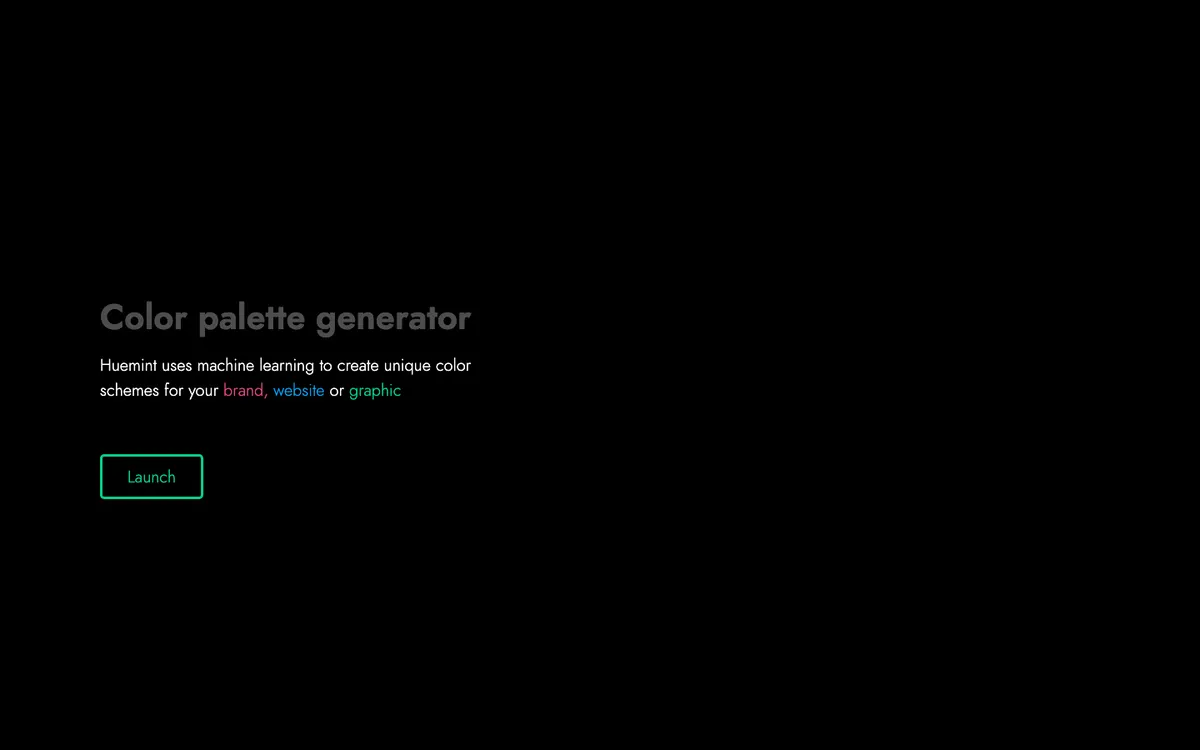 Color palette generator
Huemint uses machine learning to create unique color
schemes for your brand, website or graphic
Launch